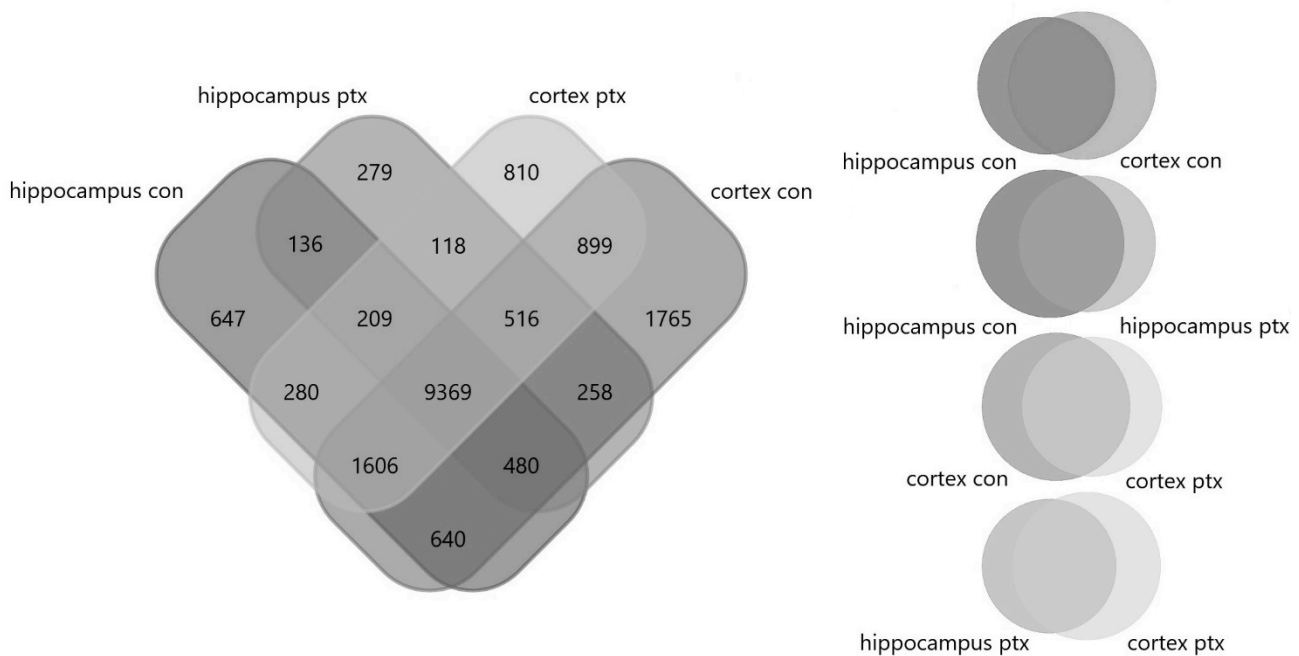 hippocampus ptx
cortex ptx
hippocampus con
cortex con
279
810
136
118
899
647
209
516
1765
280
9369
258
1606
480
640
hippocampus con
cortex con
hippocampus con
hippocampus ptx
cortex con
cortex ptx
hippocampus ptx
cortex ptx